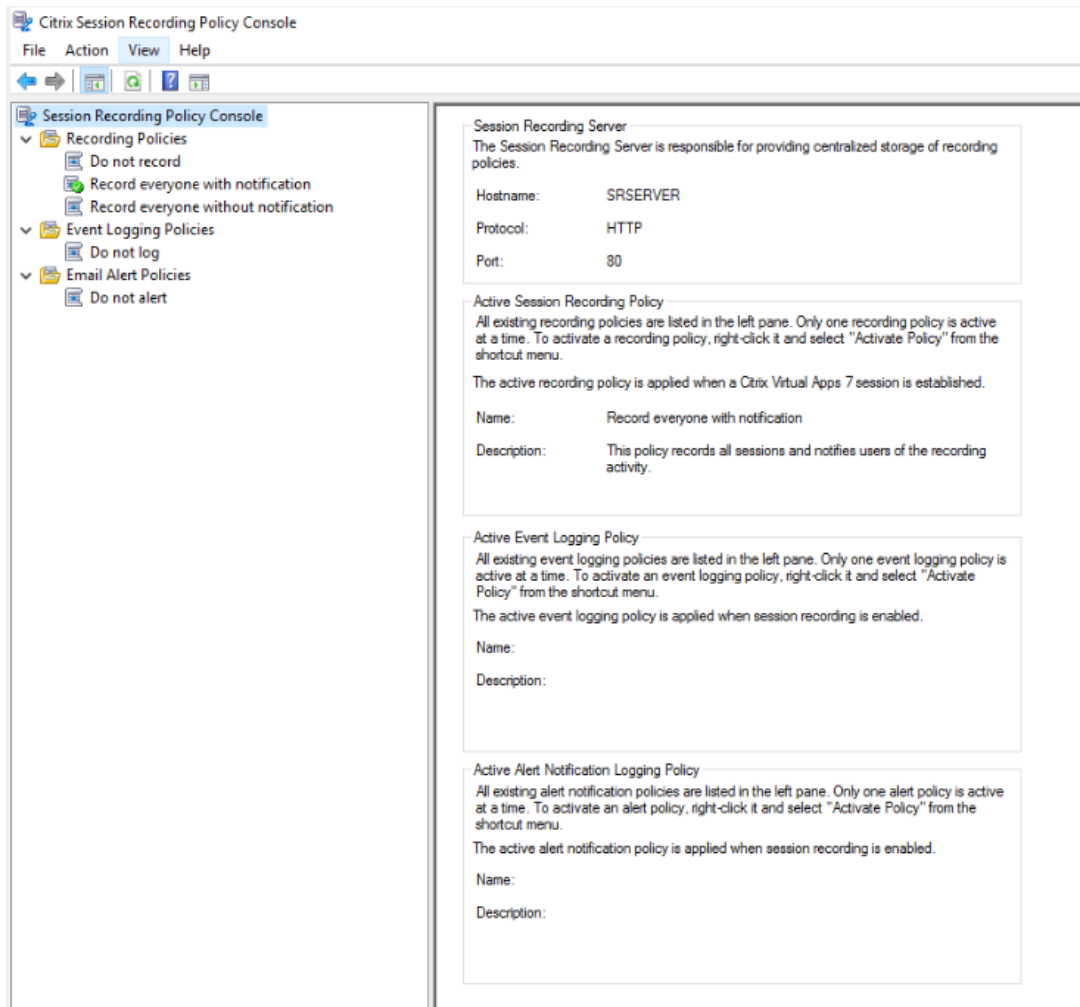 Citrix Session Recording Policy Console
File Action View Help
Session Recording Policy Console
Recording Policies
Do not record
Record everyone with notification
Record everyone without notification
Event Logging Policies
Do not log
Email Alert Policies
Do not alert
Session Recording Server
The Session Recording Server is responsible for providing centralized storage of recording
policies.
Hostname: SRSERVER
Protocol: HTTP
Port: 80
Active Session Recording Policy
All existing recording policies are listed in the left pane. Only one recording policy is active
at a time. To activate a recording policy, right-click it and select "Activate Policy" from the
shortcut menu.
The active recording policy is applied when a Citrix Virtual Apps 7 session is established.
Name: Record everyone with notification
Description: This policy records all sessions and notifies users of the recording
activity.
Active Event Logging Policy
All existing event logging policies are listed in the left pane. Only one event logging policy is
active at a time. To activate an event logging policy, right-click it and select "Activate
Policy" from the shortcut menu.
The active event logging policy is applied when session recording is enabled.
Name:
Description:
Active Alert Notification Logging Policy
All existing alert notification policies are listed in the left pane. Only one alert policy is active
at a time. To activate an alert policy, right-click it and select "Activate Policy" from the
shortcut menu.
The active alert notification policy is applied when session recording is enabled.
Name:
Description: